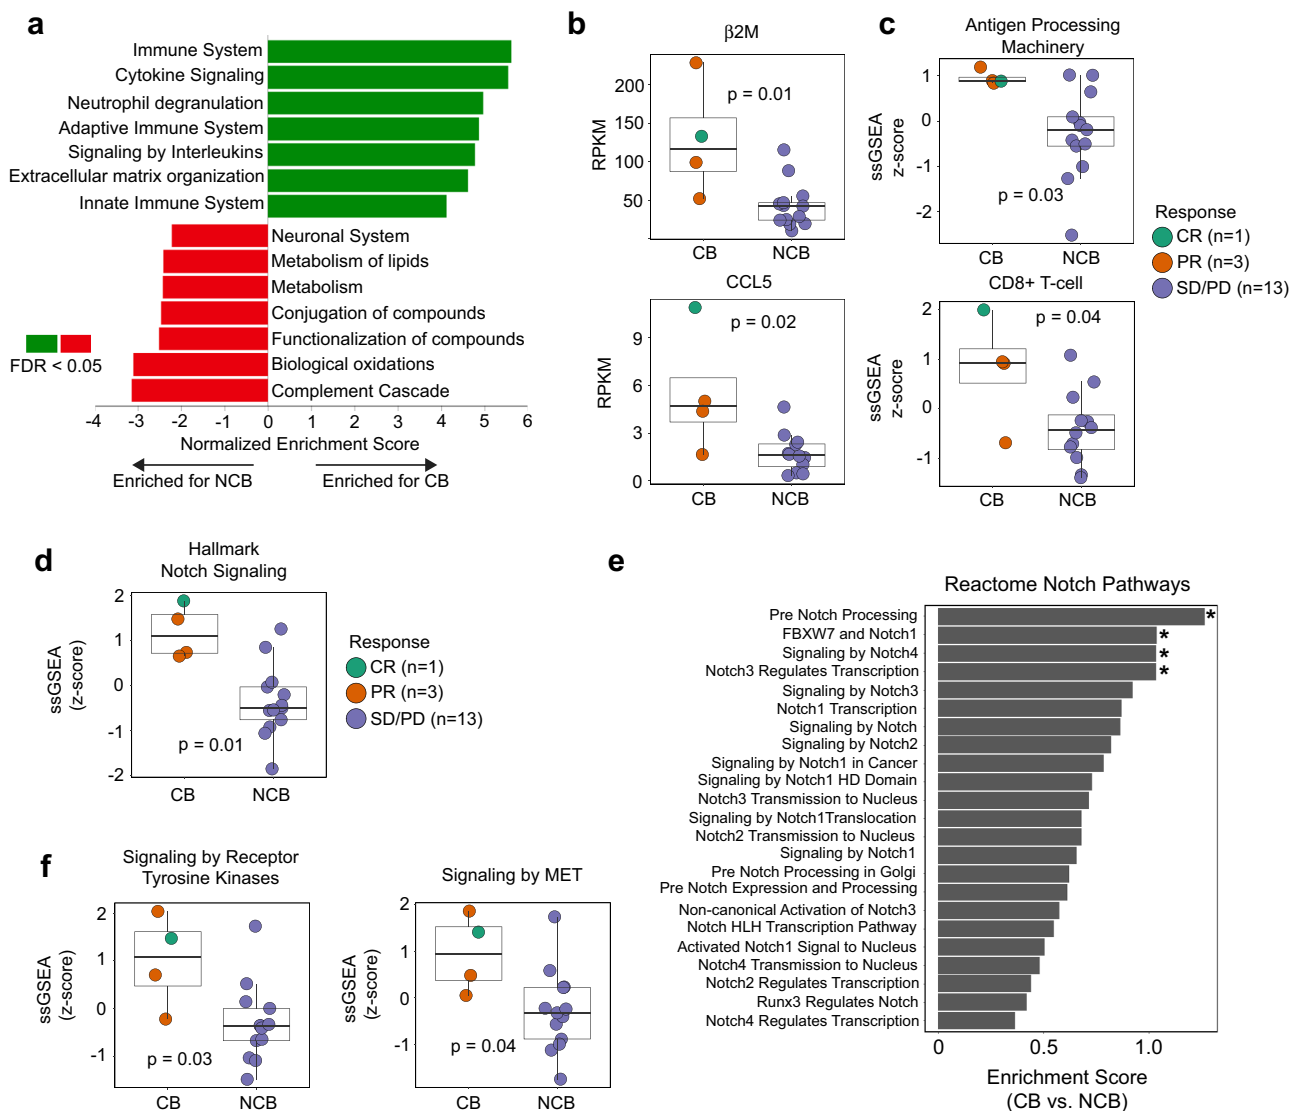 a
Immune System
Cytokine Signaling
Neutrophil degranulation
Adaptive Immune System
Signaling by Interleukins
Extracellular matrix organization
Innate Immune System
Neuronal System
Metabolism of lipids
Metabolism
Conjugation of compounds
Functionalization of compounds
Biological oxidations
Complement Cascade
FDR < 0.05
-4 -3 -2 -1 0 1 2 3 4 5 6
Normalized Enrichment Score
Enriched for NCB
Enriched for CB
b
β2M
RPKM
200
150
100
50
p = 0.01
CB NCB
CCL5
RPKM
9
6
3
0
p = 0.02
CB NCB
c
Antigen Processing
Machinery
ssGSEA
z-score
1
0
-1
-2
p = 0.03
CB NCB
CD8+ T-cell
ssGSEA
z-socre
2
1
0
-1
p = 0.04
CB NCB
Response
CR (n=1)
PR (n=3)
SD/PD (n=13)
d
Hallmark
Notch Signaling
ssGSEA
(z-score)
2
1
0
-1
-2
p = 0.01
CB NCB
Response
CR (n=1)
PR (n=3)
SD/PD (n=13)
e
Reactome Notch Pathways
Pre Notch Processing *
FBXW7 and Notch1 *
Signaling by Notch4 *
Notch3 Regulates Transcription *
Signaling by Notch3
Notch1 Transcription
Signaling by Notch
Signaling by Notch2
Signaling by Notch1 in Cancer
Signaling by Notch1 HD Domain
Notch3 Transmission to Nucleus
Signaling by Notch1Translocation
Notch2 Transmission to Nucleus
Signaling by Notch1
Pre Notch Processing in Golgi
Pre Notch Expression and Processing
Non-canonical Activation of Notch3
Notch HLH Transcription Pathway
Activated Notch1 Signal to Nucleus
Notch4 Transmission to Nucleus
Notch2 Regulates Transcription
Runx3 Regulates Notch
Notch4 Regulates Transcription
0 0.5 1.0
Enrichment Score
(CB vs. NCB)
f
Signaling by Receptor
Tyrosine Kinases
ssGSEA
(z-score)
2
1
0
-1
p = 0.03
CB NCB
Signaling by MET
ssGSEA
(z-score)
2
1
0
-1
p = 0.04
CB NCB